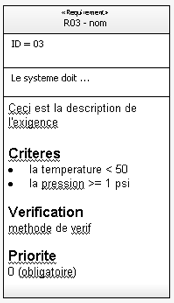 «Requirement»
R03 - nom
ID = 03
Le systeme doit ...
Ceci est la description de
l'exigence
Criteres
• la temperature < 50
• la pression >= 1 psi
Verification
methode de verif
Priorite
0 (obligatoire)